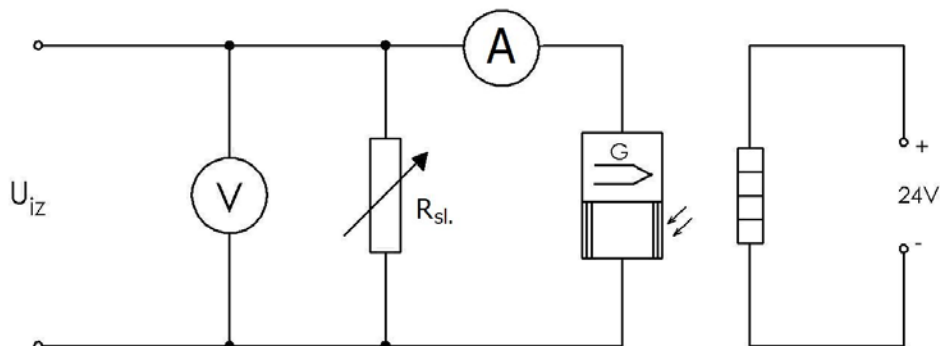 A
G
+
U_iz
V
R_sl.
24V
-